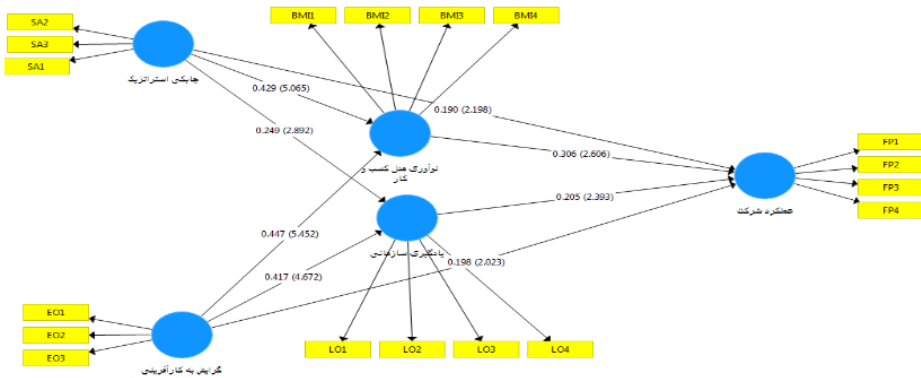 BMI1
BMI2
BMI3
BMI4
SA2
SA3
SA1
چابکی استراتژیک
0.429 (5.065)
0.190 (2.198)
0.249 (2.892)
0.306 (2.606)
نوآوری مدل کسب و
کار
FP1
FP2
FP3
FP4
عملکرد شرکت
0.205 (2.393)
0.447 (5.452)
یادگیری سازمانی
0.198 (2.023)
0.417 (4.672)
EO1
EO2
EO3
گرایش به کارآفرینی
LO1
LO2
LO3
LO4